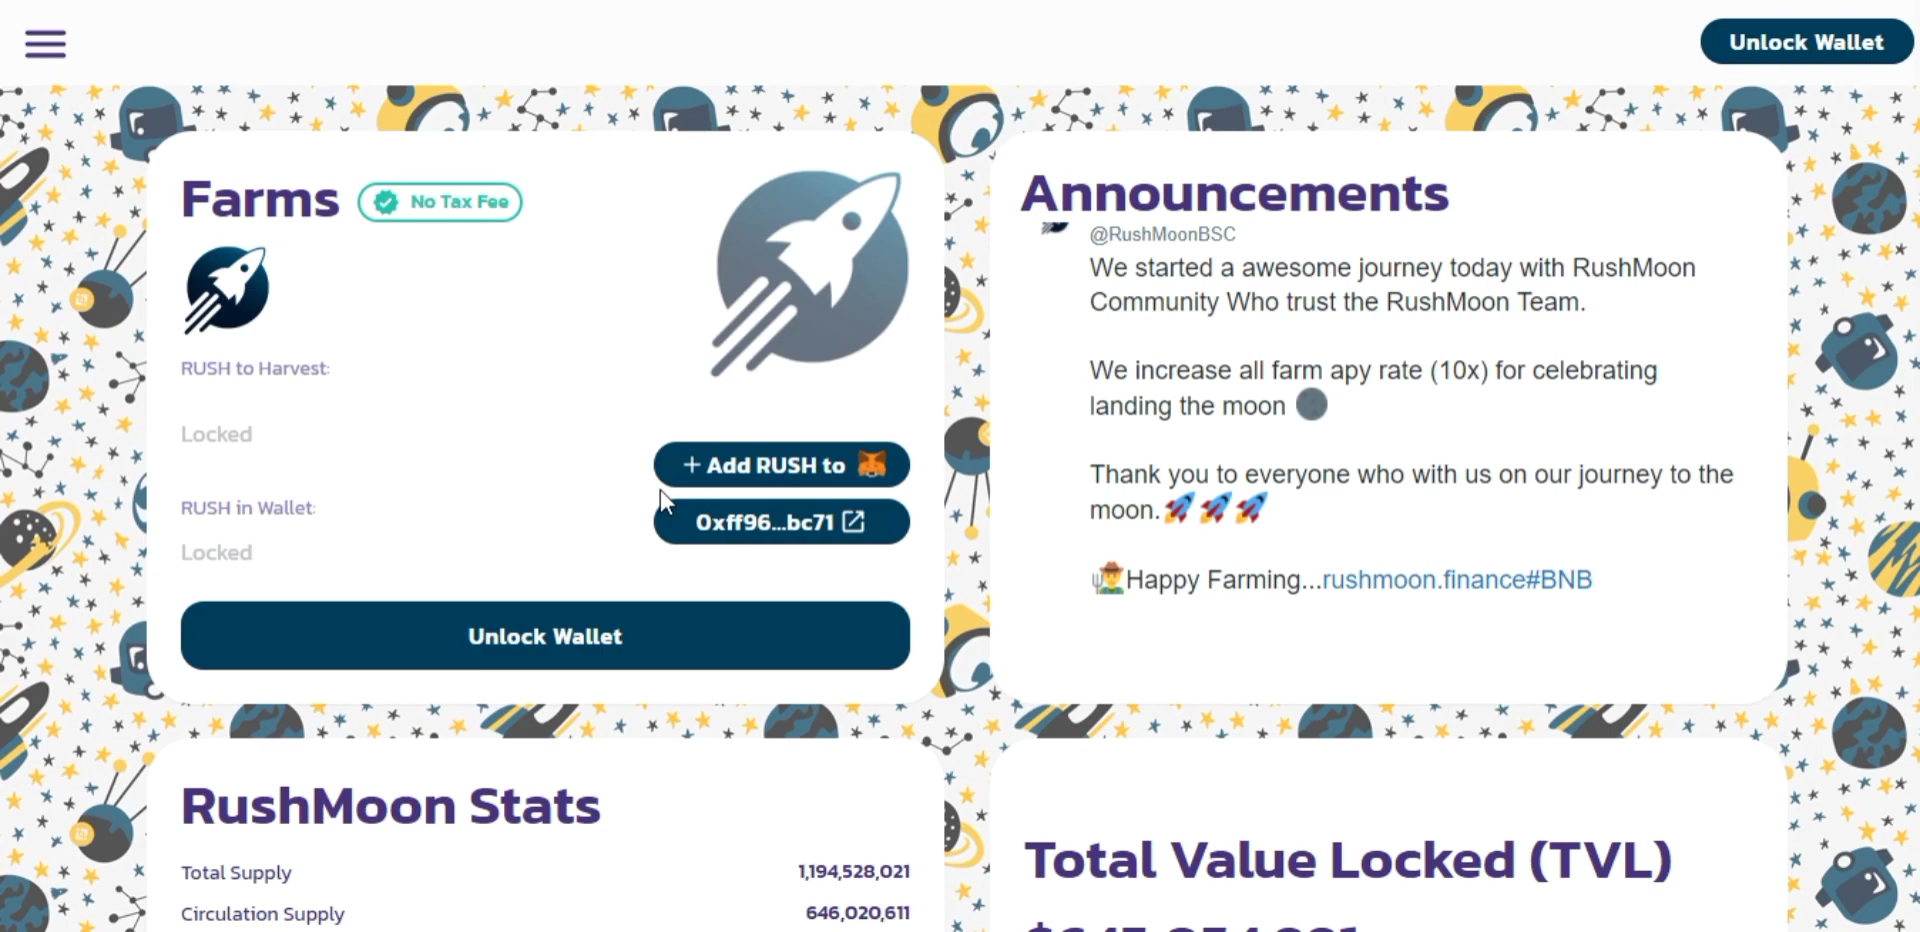 Unlock Wallet
Farms
No Tax Fee
RUSH to Harvest:
Locked
+ Add RUSH to
RUSH in Wallet:
0xff96...bc71
Locked
Unlock Wallet
Announcements
@RushMoonBSC
We started a awesome journey today with RushMoon
Community Who trust the RushMoon Team.
We increase all farm apy rate (10x) for celebrating
landing the moon 🌑
Thank you to everyone who with us on our journey to the
moon.🚀🚀🚀
👨‍🌾Happy Farming...rushmoon.finance#BNB
RushMoon Stats
Total Supply 1,194,528,021
Circulation Supply 646,020,611
Total Value Locked (TVL)